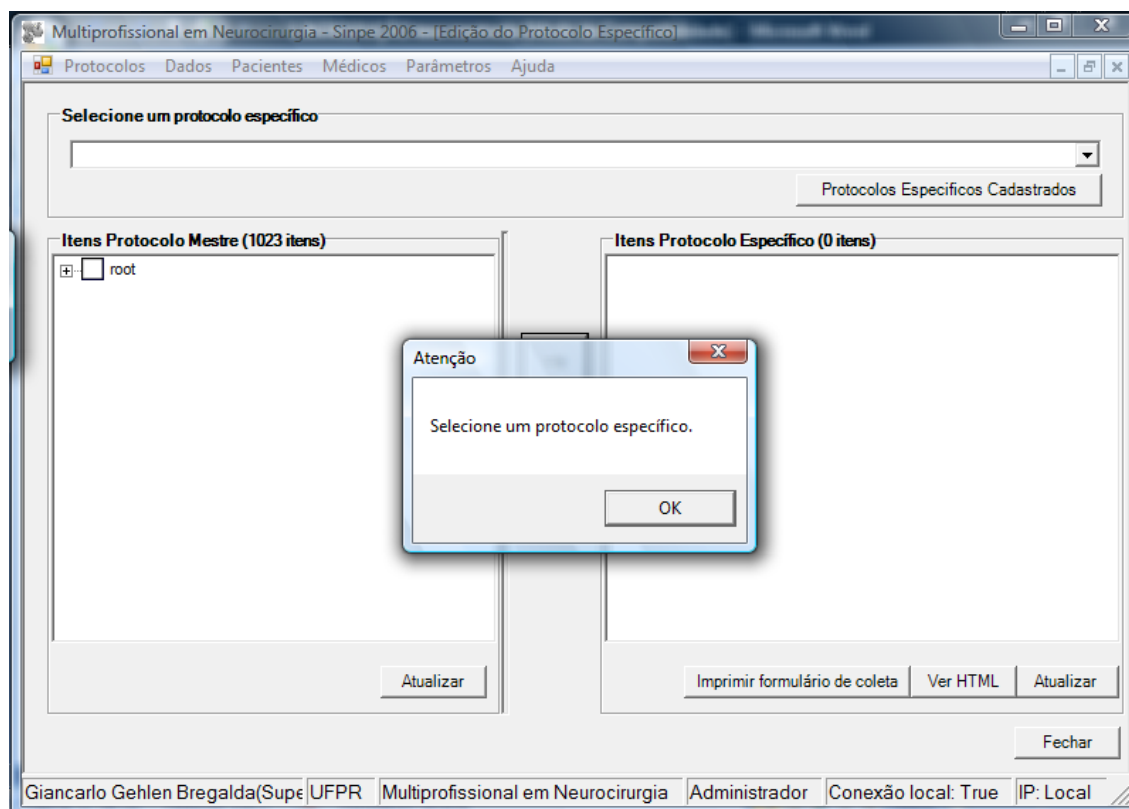 Multiprofissional em Neurocirurgia - Sinpe 2006 - [Edição do Protocolo Específico]
Protocolos Dados Pacientes Médicos Parâmetros Ajuda
Selecione um protocolo específico
Protocolos Especificos Cadastrados
Itens Protocolo Mestre (1023 itens)
root
Itens Protocolo Específico (0 itens)
Atenção
Selecione um protocolo específico.
OK
Atualizar
Imprimir formulário de coleta Ver HTML Atualizar
Fechar
Giancarlo Gehlen Bregalda(Supe UFPR Multiprofissional em Neurocirurgia Administrador Conexão local: True IP: Local